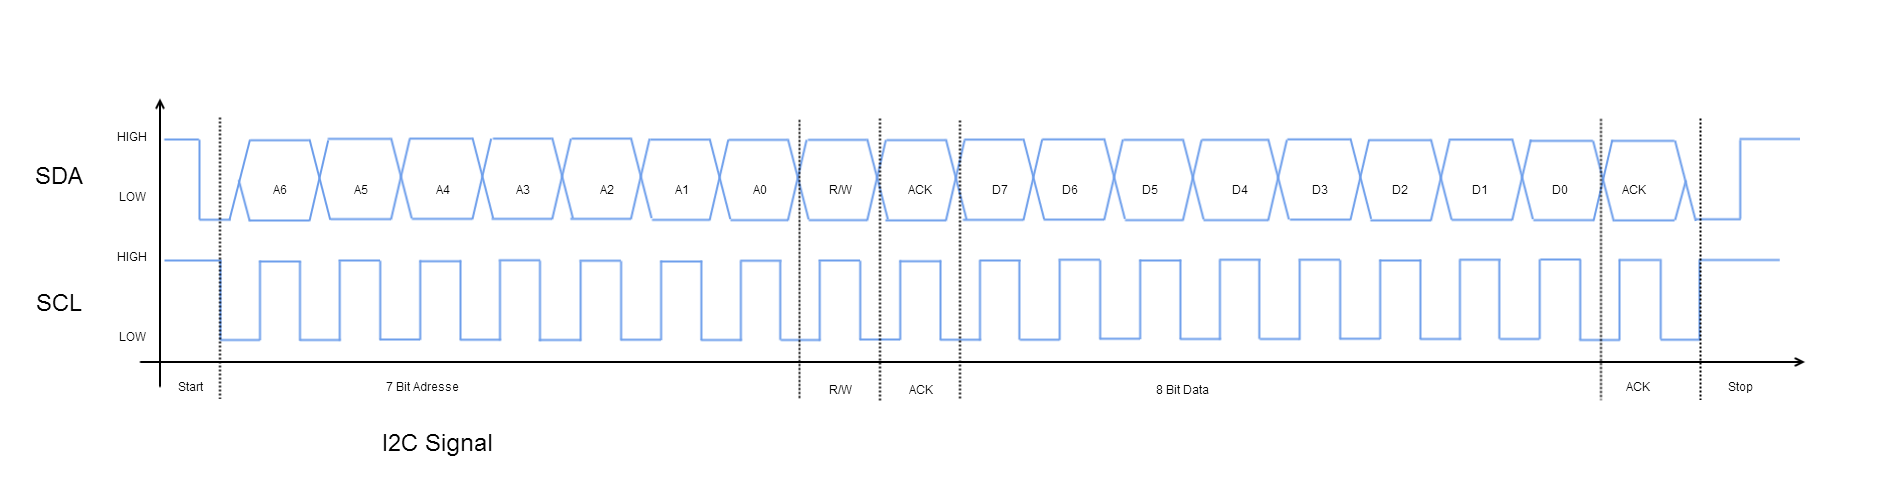 HIGH
SDA
LOW
A6 A5 A4 A3 A2 A1 A0 R/W ACK D7 D6 D5 D4 D3 D2 D1 D0 ACK
HIGH
SCL
LOW
Start 7 Bit Adresse R/W ACK 8 Bit Data ACK Stop
I2C Signal